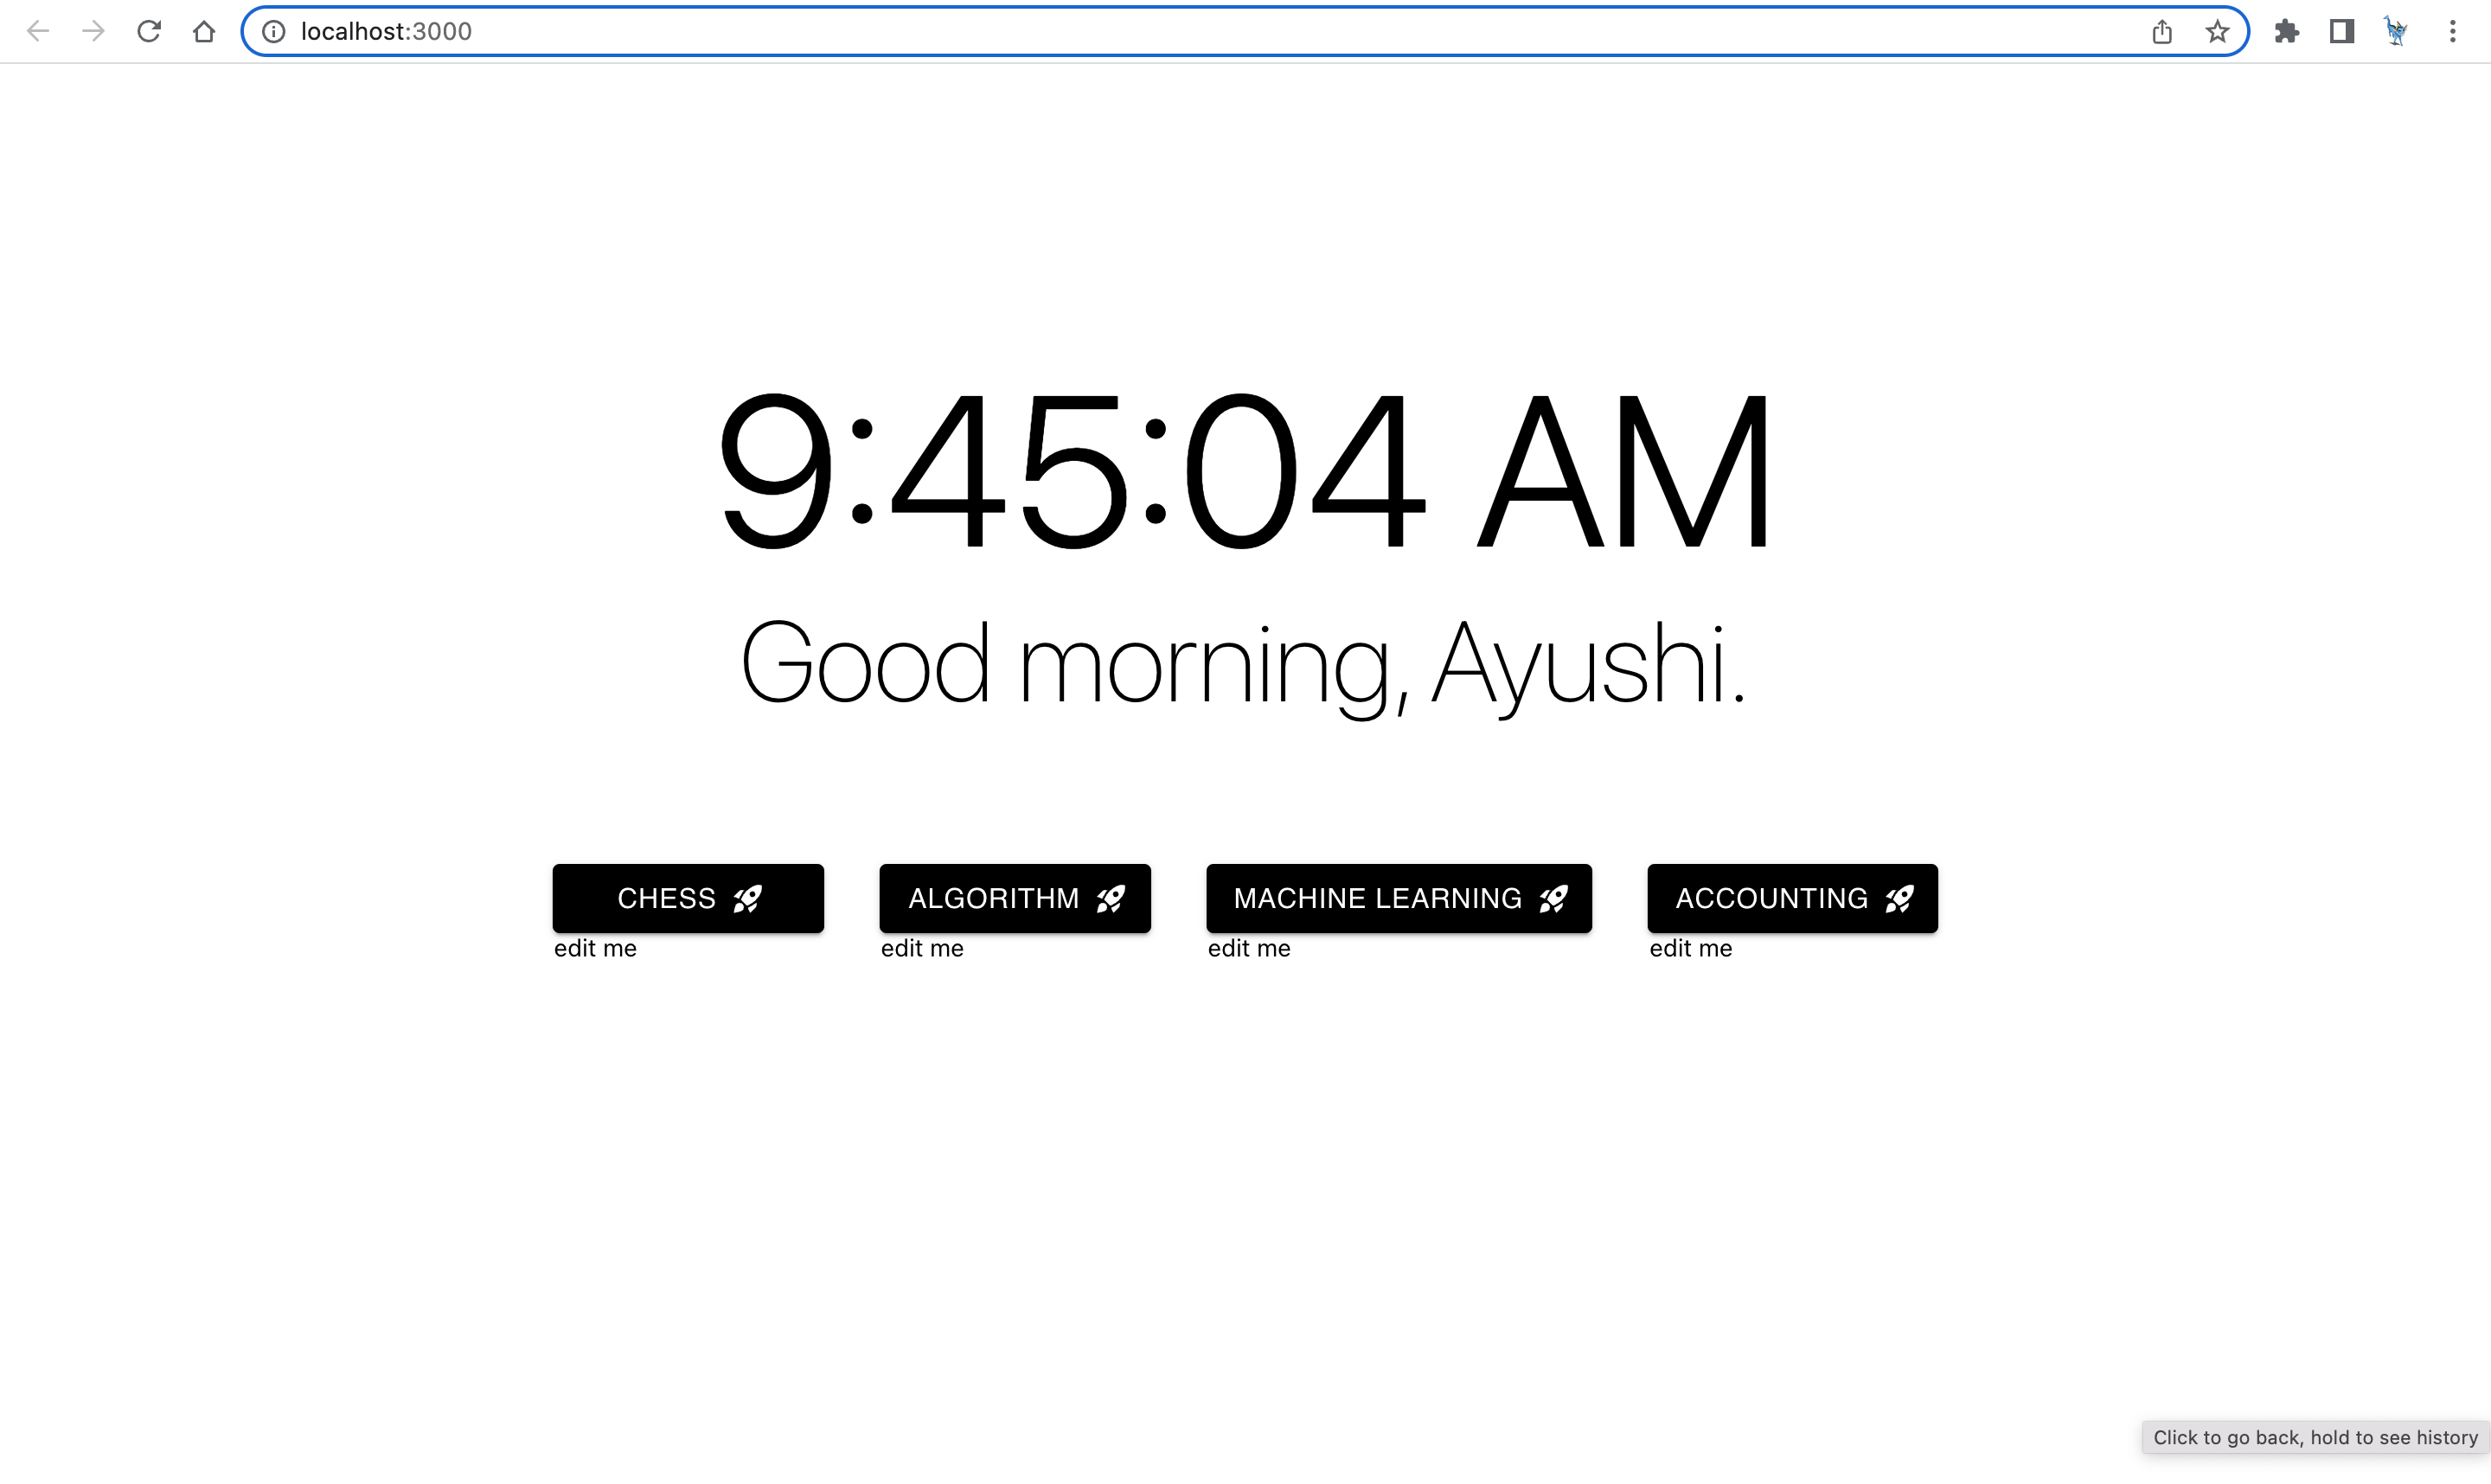 localhost:3000
9:45:04 AM
Good morning, Ayushi.
CHESS ALGORITHM MACHINE LEARNING ACCOUNTING
edit me edit me edit me edit me
Click to go back, hold to see history